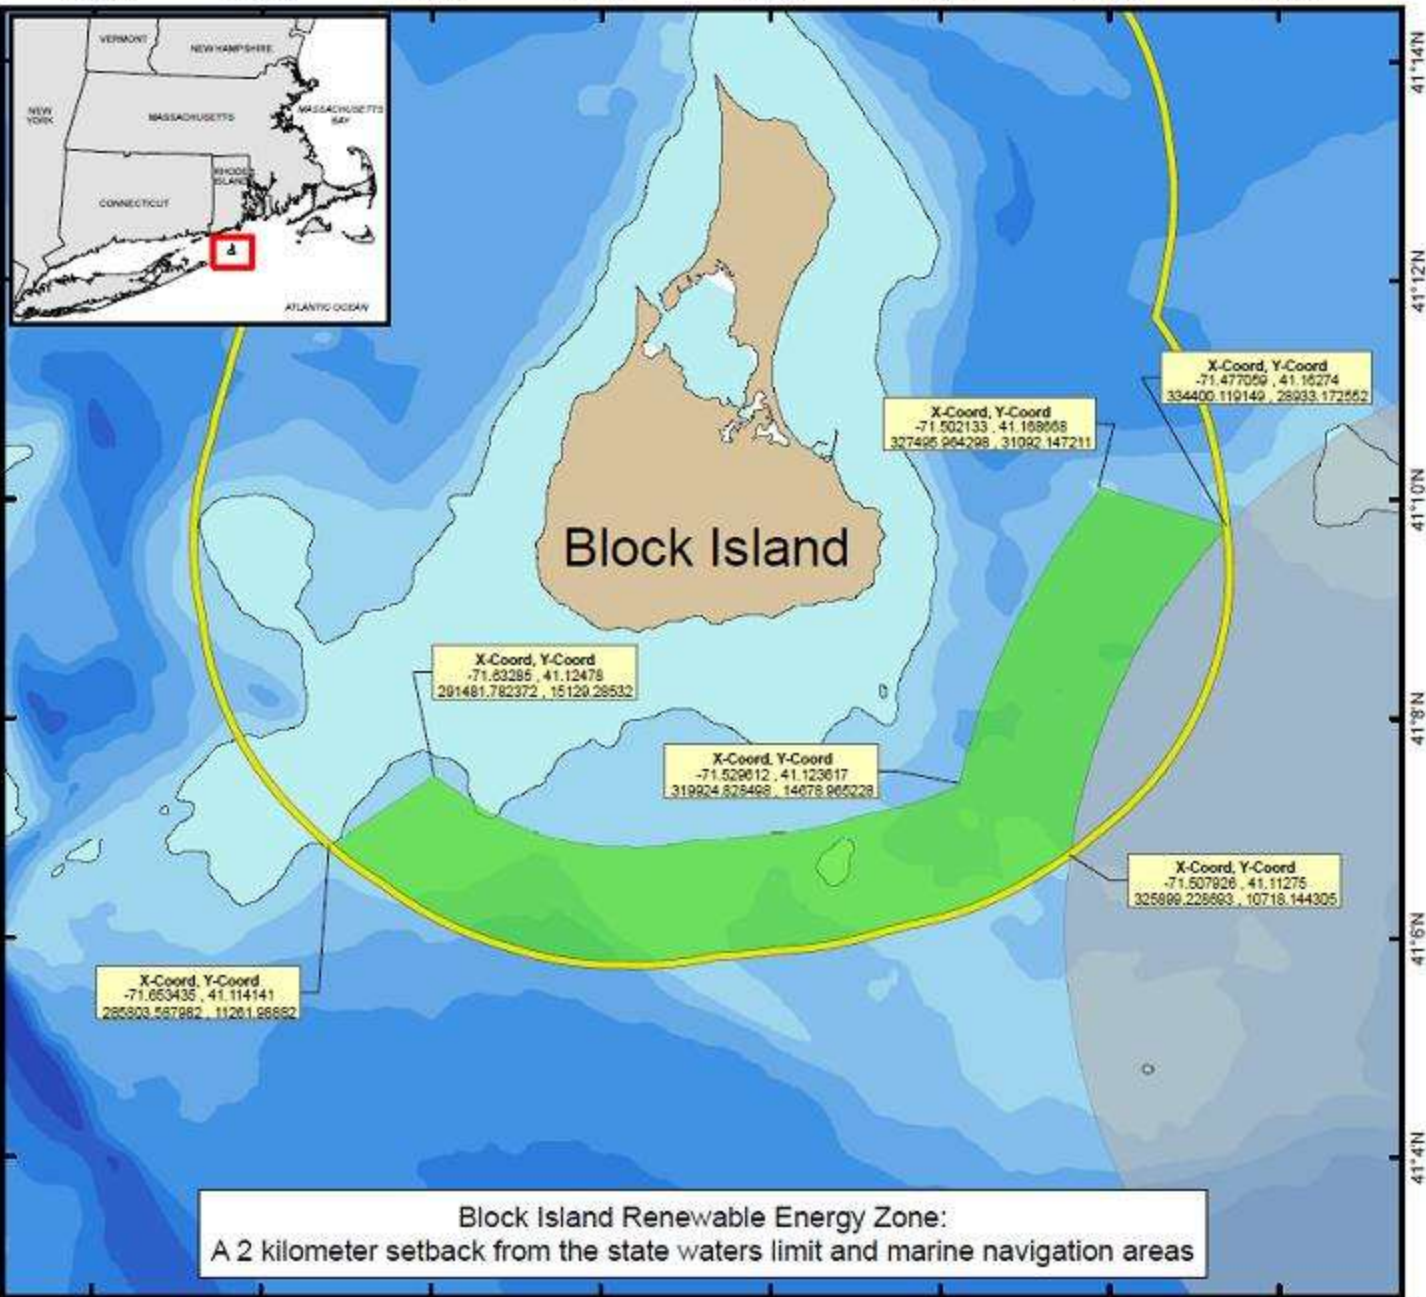 VERMONT
NEW HAMPSHIRE
NEW
YORK
MASSACHUSETTS
MASSACHUSETTS
BAY
RHODE
ISLAND
CONNECTICUT
ATLANTIC OCEAN
41°14'N
41°12'N
41°10'N
41°8'N
41°6'N
41°4'N
X-Coord, Y-Coord
-71.477059 , 41.16274
334400.119149 , 28933.172552
X-Coord, Y-Coord
-71.502133 , 41.168668
327495.964298 , 31092.147211
Block Island
X-Coord, Y-Coord
-71.63285 , 41.12478
291481.782372 , 15129.28532
X-Coord, Y-Coord
-71.529612 , 41.123617
319924.828498 , 14678.965228
X-Coord, Y-Coord
-71.507926 , 41.11275
325899.228693 , 10718.144305
X-Coord, Y-Coord
-71.653435 , 41.114141
285803.587982 , 11261.98882
Block Island Renewable Energy Zone:
A 2 kilometer setback from the state waters limit and marine navigation areas